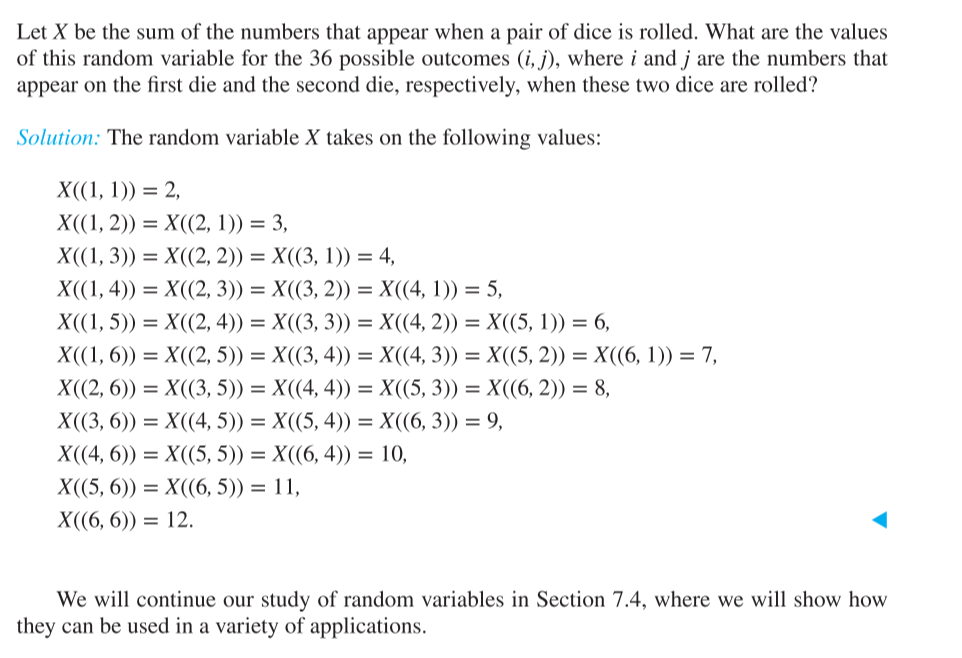 Let X be the sum of the numbers that appear when a pair of dice is rolled. What are the values
of this random variable for the 36 possible outcomes (i, j), where i and j are the numbers that
appear on the first die and the second die, respectively, when these two dice are rolled?
Solution: The random variable X takes on the following values:
X((1, 1)) = 2,
X((1, 2)) = X((2, 1)) = 3,
X((1, 3)) = X((2, 2)) = X((3, 1)) = 4,
X((1, 4)) = X((2, 3)) = X((3, 2)) = X((4, 1)) = 5,
X((1, 5)) = X((2, 4)) = X((3, 3)) = X((4, 2)) = X((5, 1)) = 6,
X((1, 6)) = X((2, 5)) = X((3, 4)) = X((4, 3)) = X((5, 2)) = X((6, 1)) = 7,
X((2, 6)) = X((3, 5)) = X((4, 4)) = X((5, 3)) = X((6, 2)) = 8,
X((3, 6)) = X((4, 5)) = X((5, 4)) = X((6, 3)) = 9,
X((4, 6)) = X((5, 5)) = X((6, 4)) = 10,
X((5, 6)) = X((6, 5)) = 11,
X((6, 6)) = 12.
We will continue our study of random variables in Section 7.4, where we will show how
they can be used in a variety of applications.